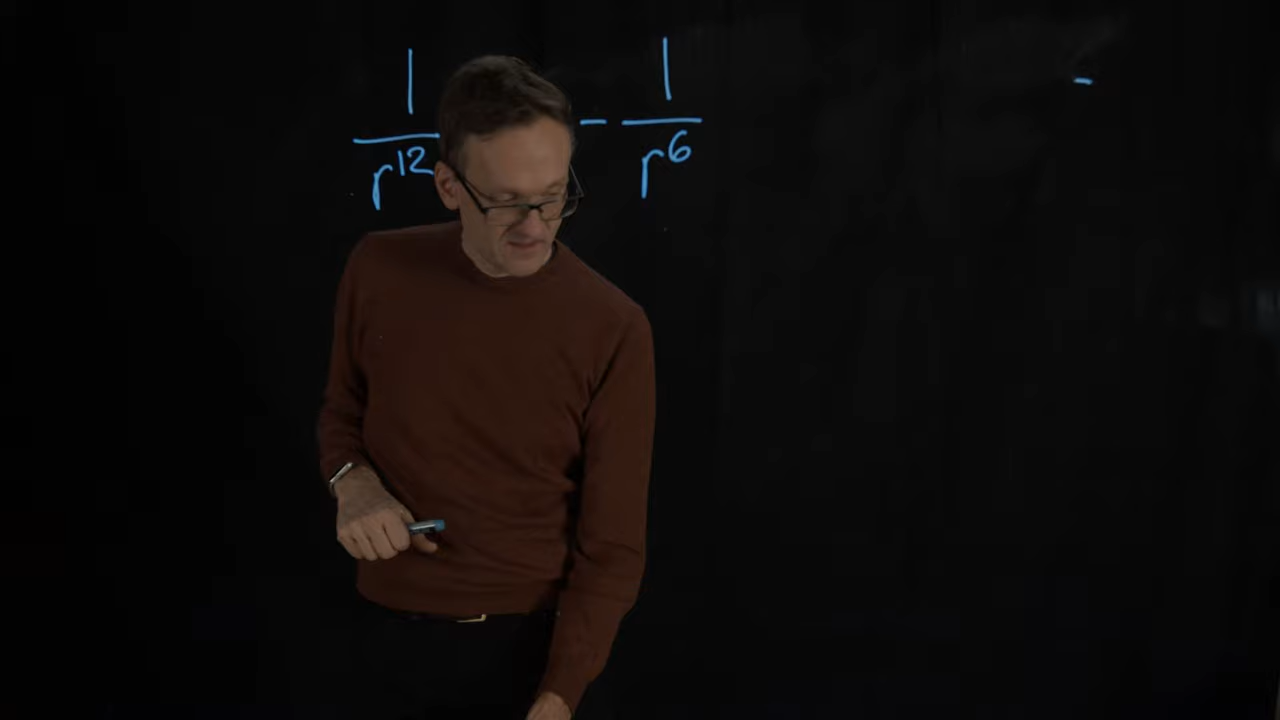 1/r¹² - 1/r⁶ -